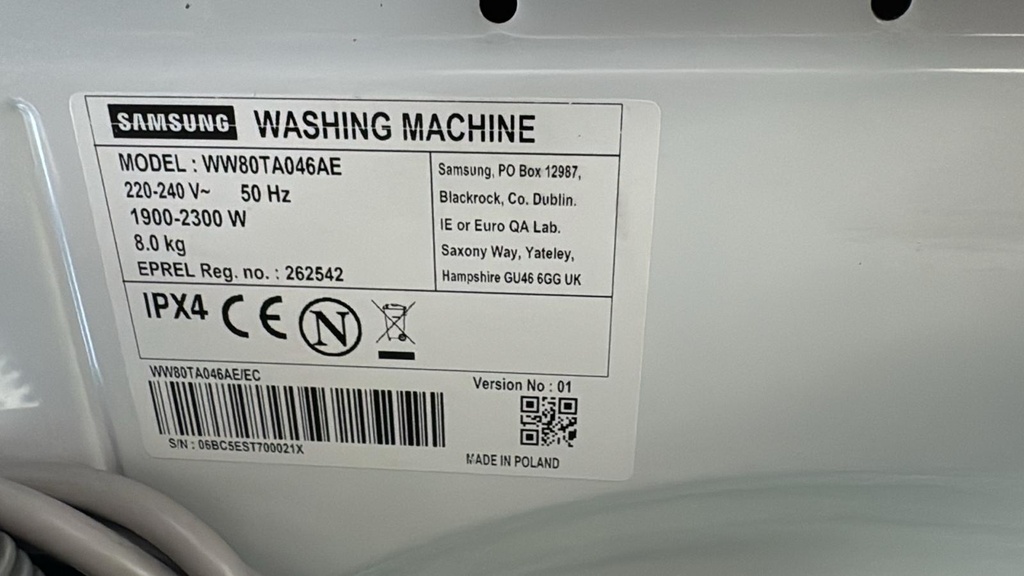 SAMSUNG WASHING MACHINE
MODEL : WW80TA046AE
220-240 V~ 50 Hz
1900-2300 W
8.0 kg
EPREL Reg. no. : 262542
Samsung, PO Box 12987,
Blackrock, Co. Dublin.
IE or Euro QA Lab.
Saxony Way, Yateley,
Hampshire GU46 6GG UK
IPX4 CE N
WW80TA046AE/EC
S/N : 06BC5EST700021X
Version No : 01
MADE IN POLAND